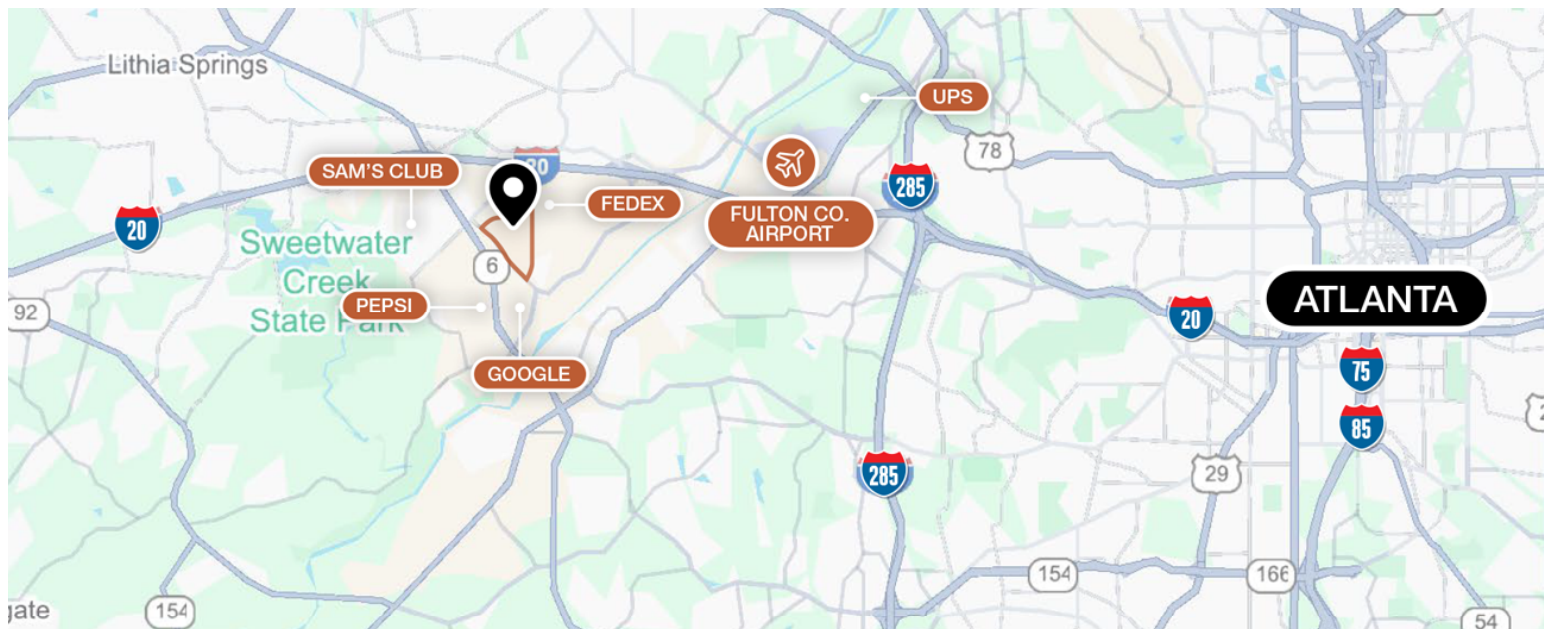 Lithia Springs
UPS
78
SAM'S CLUB
20
FEDEX
285
FULTON CO.
AIRPORT
20
Sweetwater
Creek
State Park
6
PEPSI
92
ATLANTA
20
GOOGLE
75
85
285
29
154
166
gate
154
54